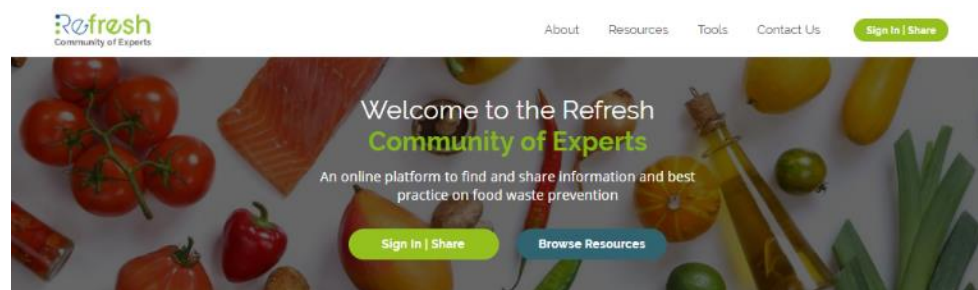 Refresh
Community of Experts
About Resources Tools Contact Us Sign In | Share
Welcome to the Refresh
Community of Experts
An online platform to find and share information and best
practice on food waste prevention
Sign In | Share Browse Resources